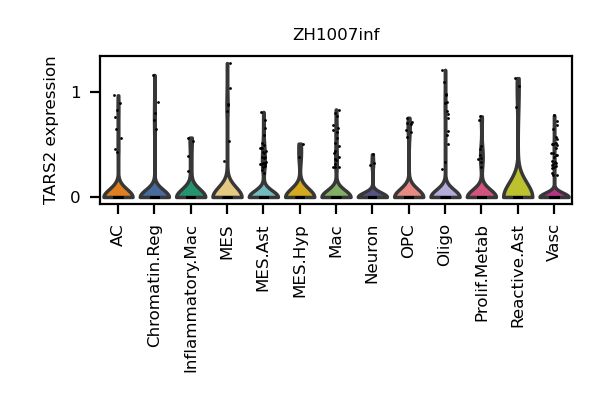 ZH1007inf
TARS2 expression
1
0
AC
Chromatin.Reg
Inflammatory.Mac
MES
MES.Ast
MES.Hyp
Mac
Neuron
OPC
Oligo
Prolif.Metab
Reactive.Ast
Vasc